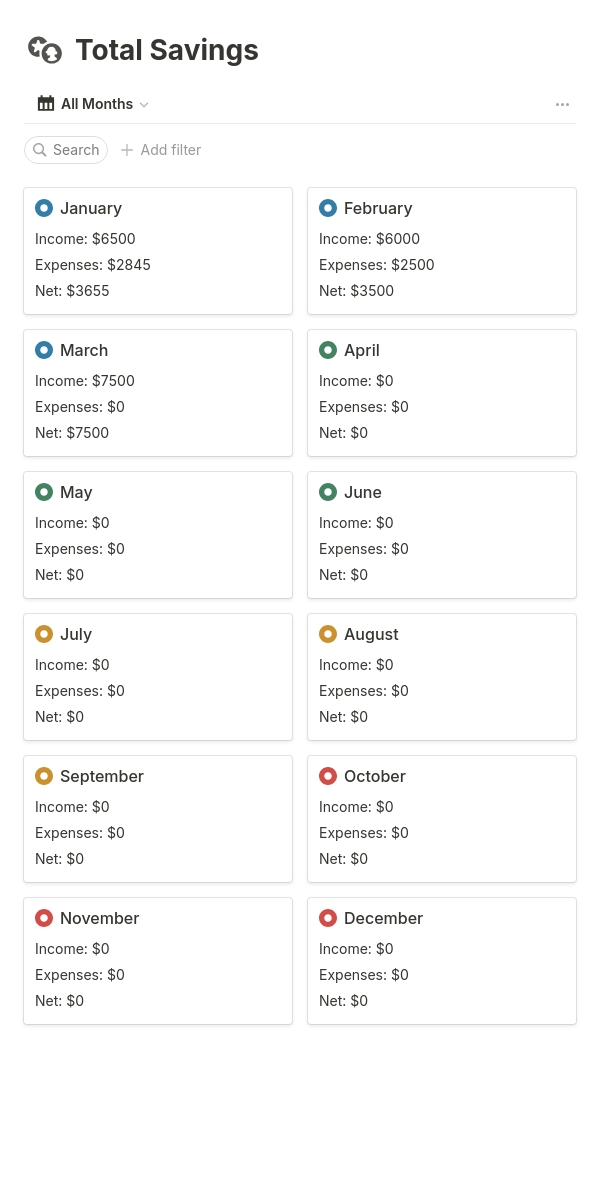 Total Savings
All Months
Search
Add filter
January
Income: $6500
Expenses: $2845
Net: $3655
February
Income: $6000
Expenses: $2500
Net: $3500
March
Income: $7500
Expenses: $0
Net: $7500
April
Income: $0
Expenses: $0
Net: $0
May
Income: $0
Expenses: $0
Net: $0
June
Income: $0
Expenses: $0
Net: $0
July
Income: $0
Expenses: $0
Net: $0
August
Income: $0
Expenses: $0
Net: $0
September
Income: $0
Expenses: $0
Net: $0
October
Income: $0
Expenses: $0
Net: $0
November
Income: $0
Expenses: $0
Net: $0
December
Income: $0
Expenses: $0
Net: $0